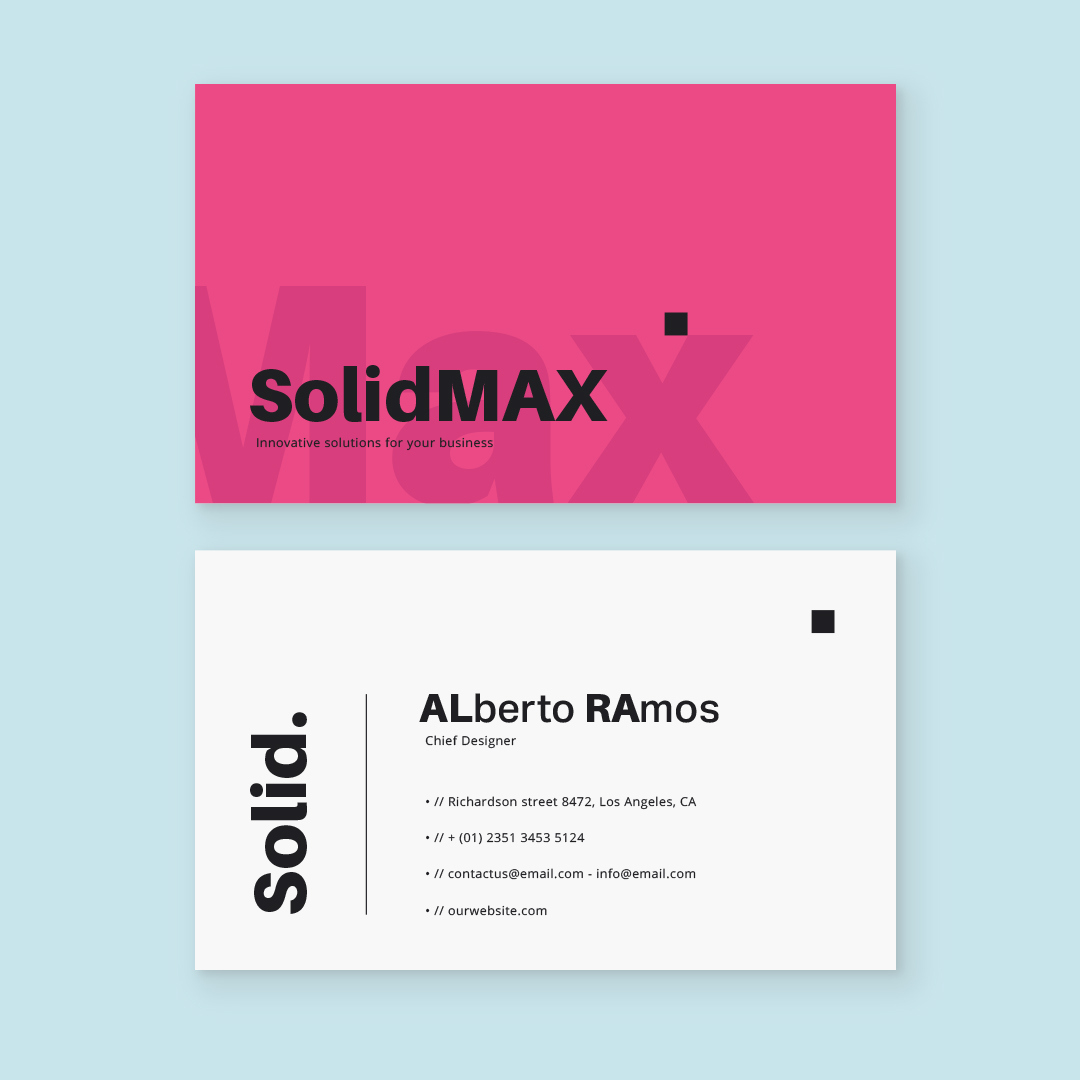 Max
SolidMAX
Innovative solutions for your business
Solid.
ALberto RAmos
Chief Designer
• // Richardson street 8472, Los Angeles, CA
• // + (01) 2351 3453 5124
• // contactus@email.com - info@email.com
• // ourwebsite.com